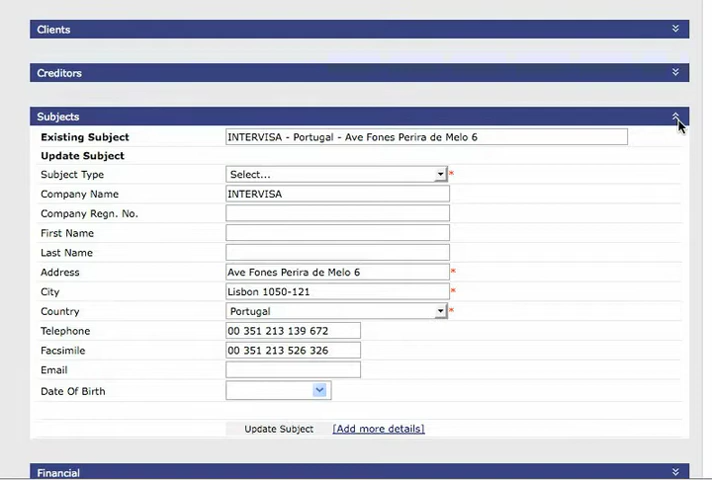 Clients
Creditors
Subjects
Existing Subject INTERVISA - Portugal - Ave Fones Perira de Melo 6
Update Subject
Subject Type Select... *
Company Name INTERVISA
Company Regn. No.
First Name
Last Name
Address Ave Fones Perira de Melo 6 *
City Lisbon 1050-121 *
Country Portugal *
Telephone 00 351 213 139 672
Facsimile 00 351 213 526 326
Email
Date Of Birth
Update Subject [Add more details]
Financial